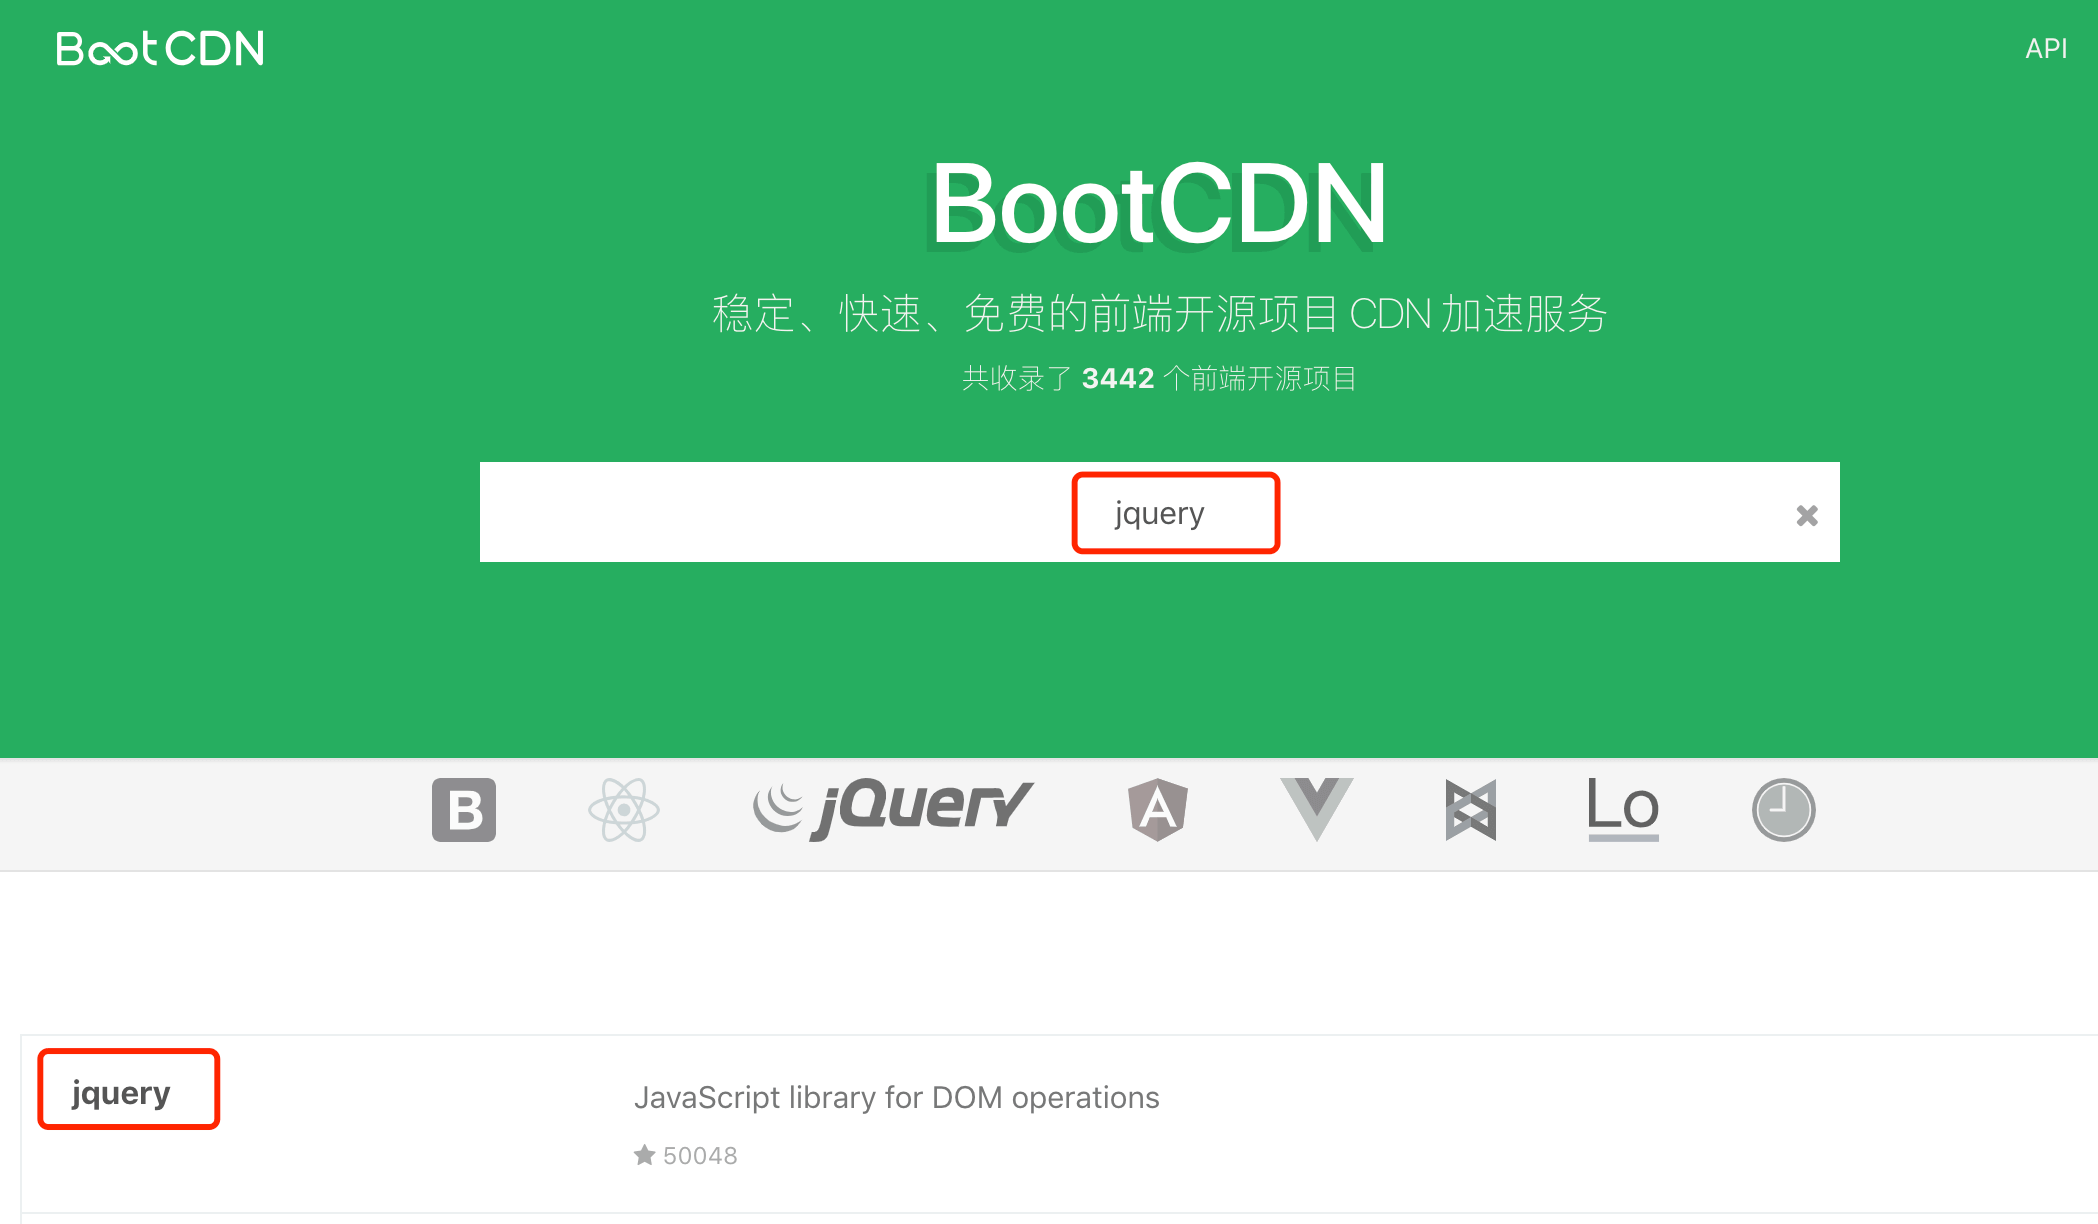 BootCDN
API
BootCDN
稳定、快速、免费的前端开源项目 CDN 加速服务
共收录了 3442 个前端开源项目
jquery
B jQuery A Lo
jquery
JavaScript library for DOM operations
50048